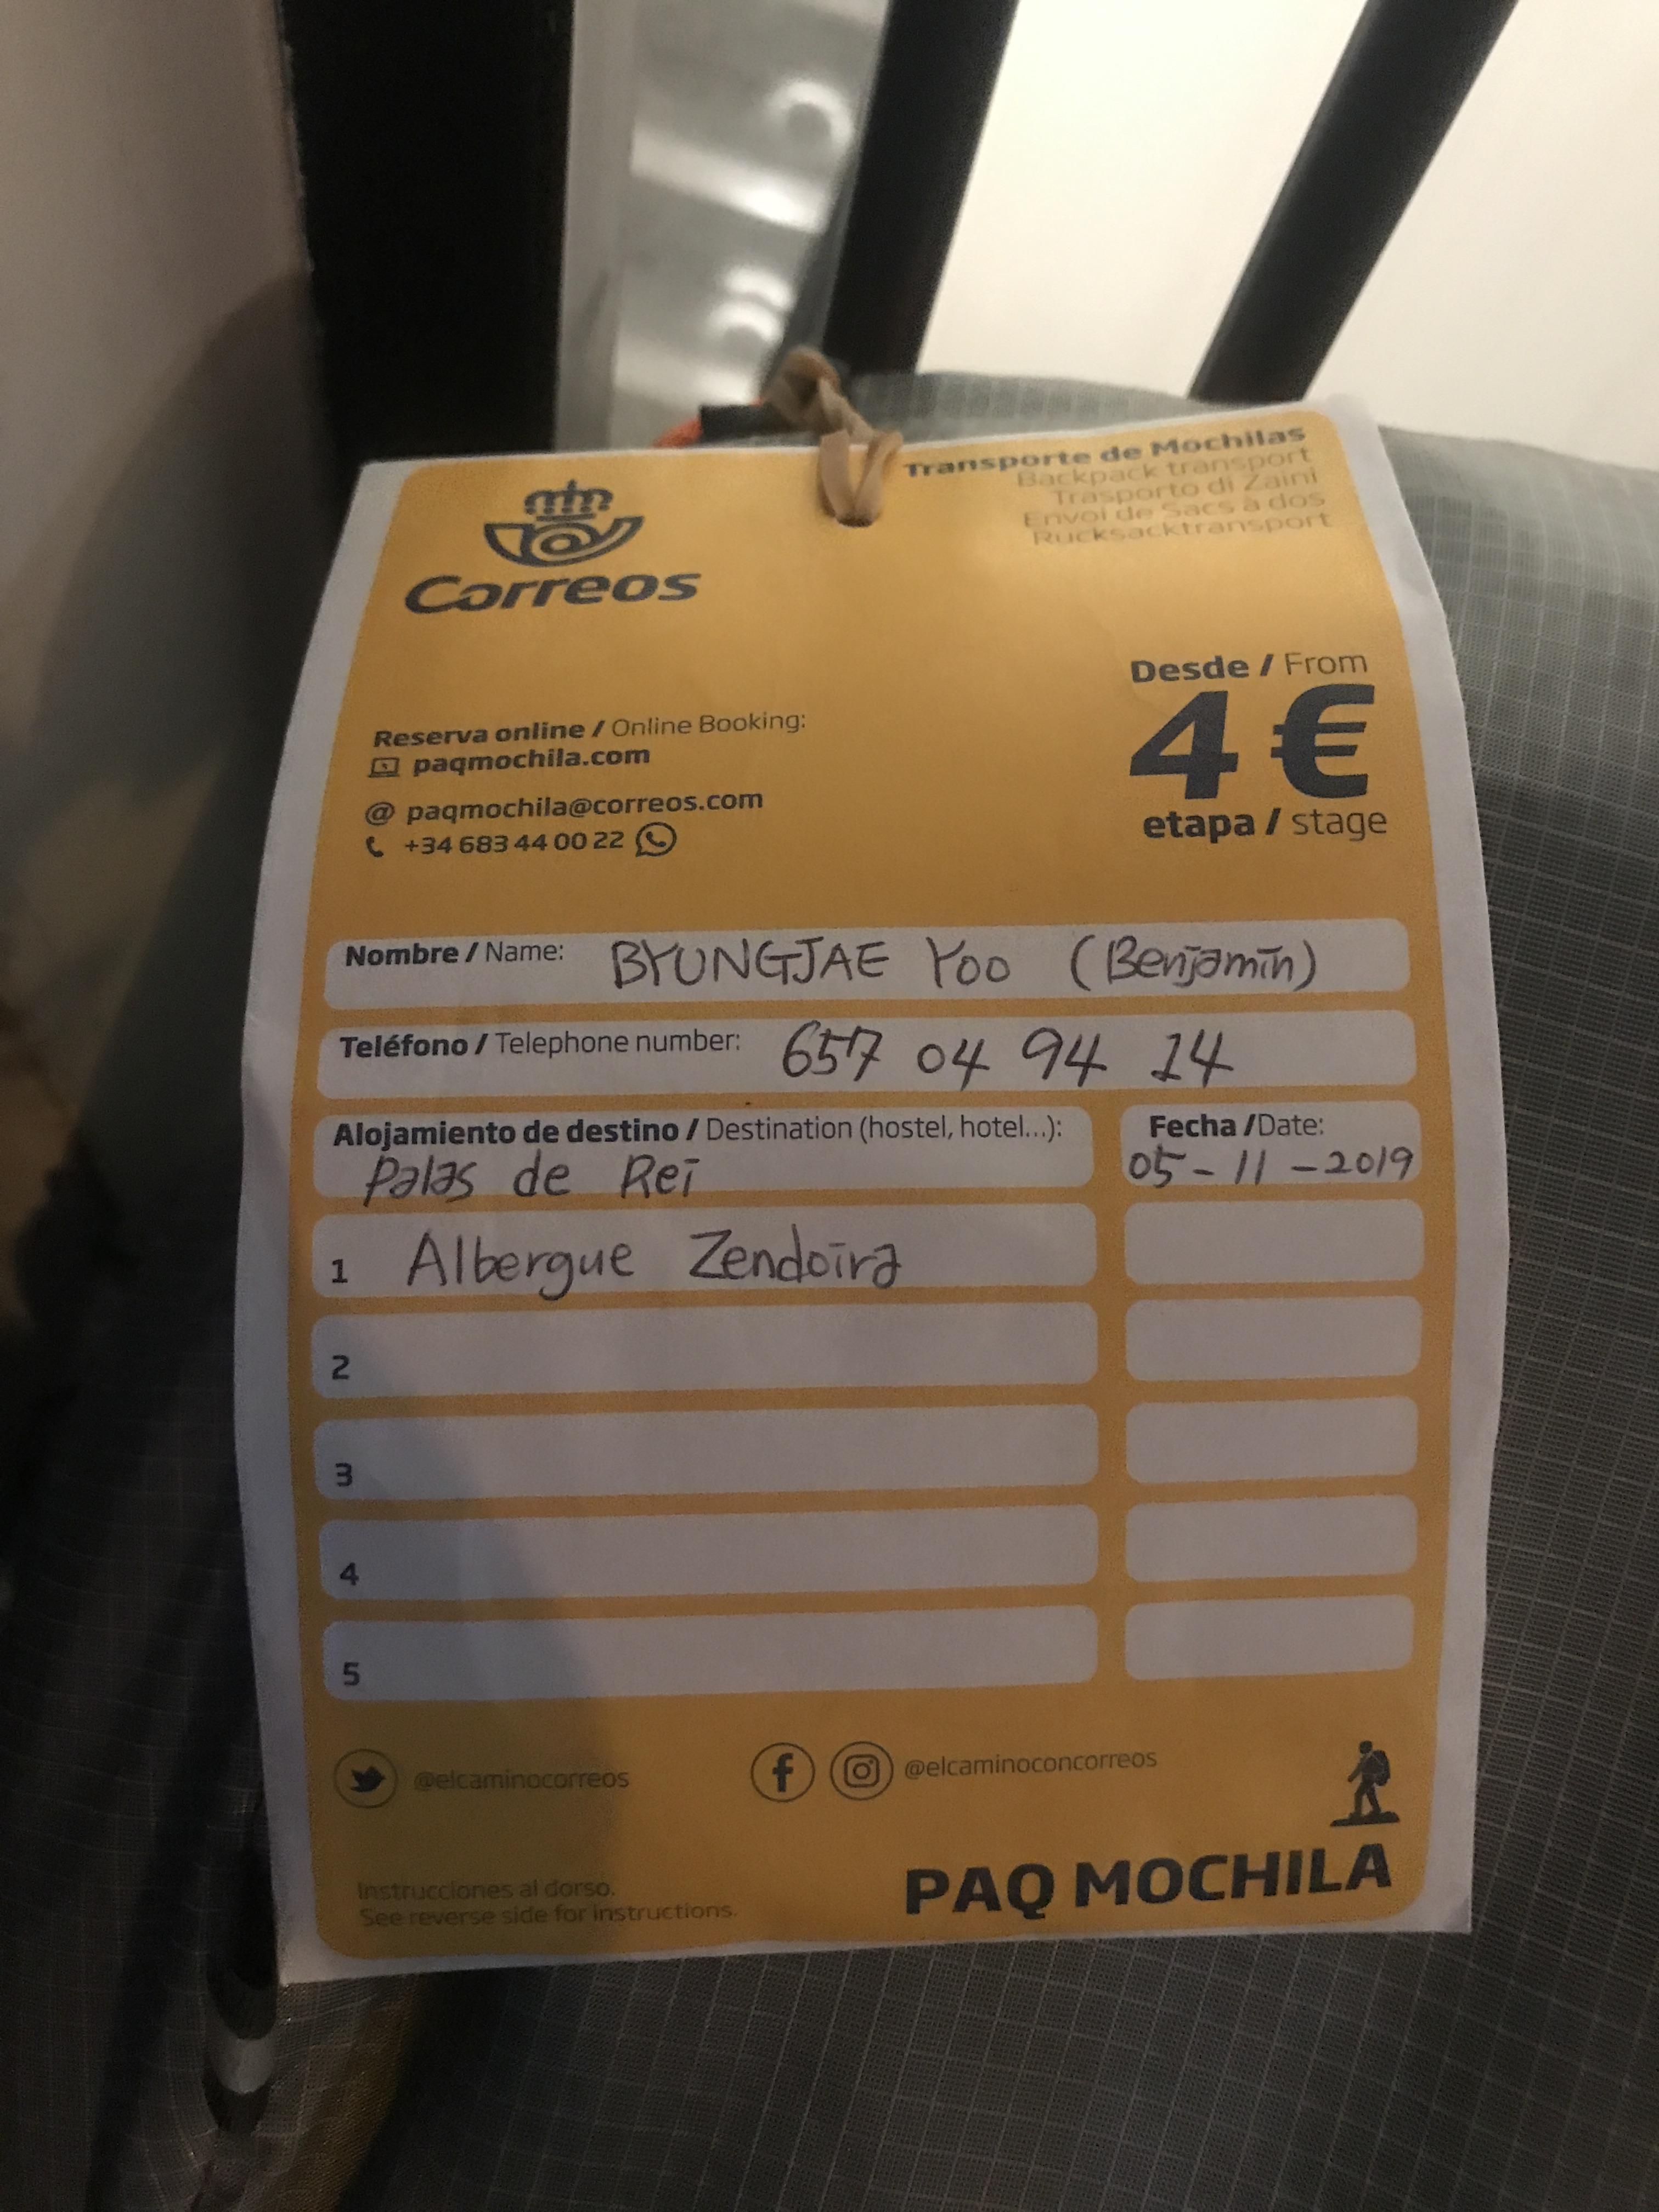 Correos
Transporte de Mochilas
Backpack transport
Trasporto di Zaini
Envoi de Sacs à dos
Rucksacktransport
Desde / From
4 €
etapa / stage
Reserva online / Online Booking:
paqmochila.com
@ paqmochila@correos.com
+34 683 44 00 22
Nombre / Name: BYUNGJAE YOO (Benjamin)
Teléfono / Telephone number: 657 04 94 14
Alojamiento de destino / Destination (hostel, hotel...):
Palas de Rei
Fecha /Date:
05-11-2019
1 Albergue Zendoira
2
3
4
5
@elcaminocorreos
@elcaminoconcorreos
Instrucciones al dorso.
See reverse side for instructions.
PAQ MOCHILA